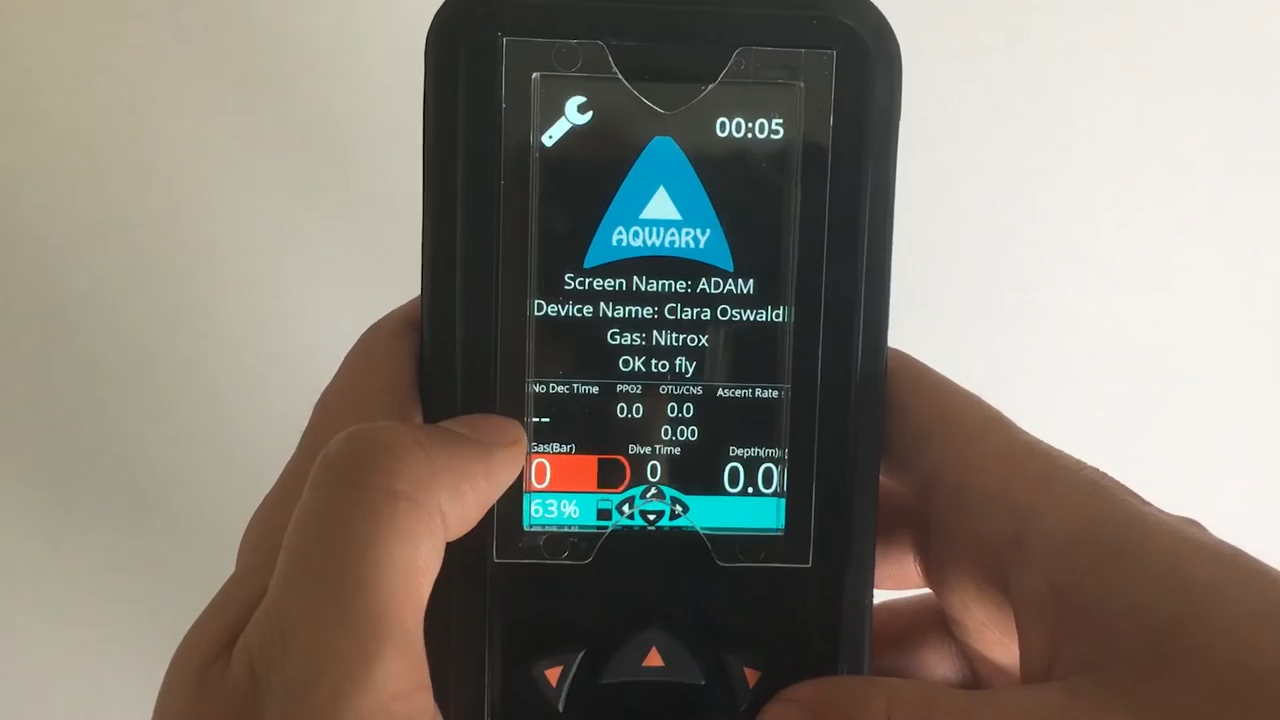 00:05
AQWARY
Screen Name: ADAM
Device Name: Clara Oswald
Gas: Nitrox
OK to fly
No Dec Time PPO2 OTU/CNS Ascent Rate
-- 0.0 0.0
0.00
Gas(Bar) Dive Time Depth(m)
0 0 0.0
63%